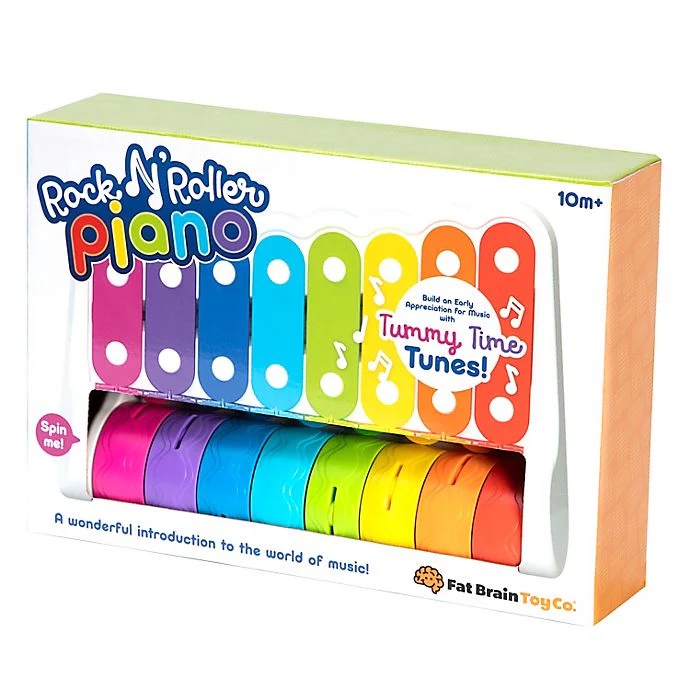 Rock N' Roller
piano
10m+
Build an Early
Appreciation for Music
with
Tummy Time
Tunes!
Spin
me!
A wonderful introduction to the world of music!
Fat Brain Toy Co.